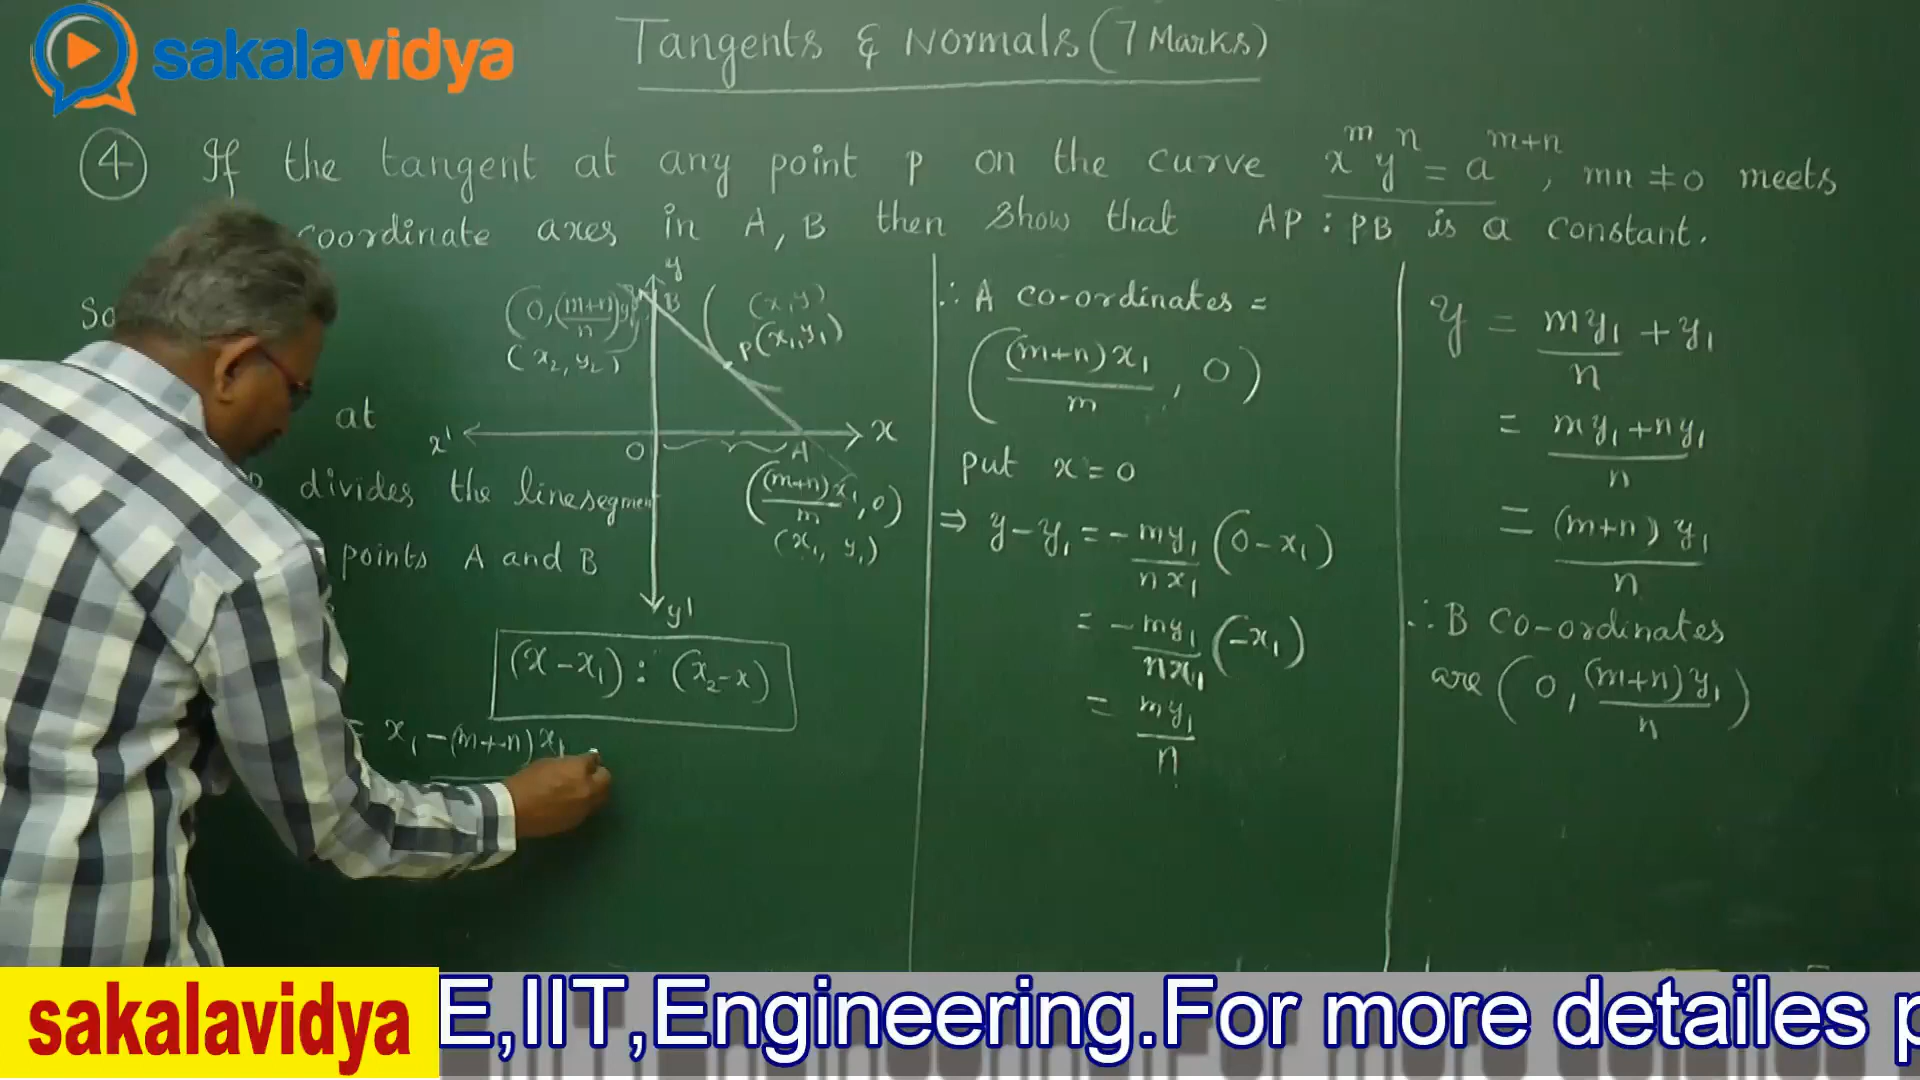 sakalavidya
Tangents & Normals (7 Marks)
④ If the tangent at any point P on the curve x^m y^n = a^{m+n}, mn ≠ 0 meets
coordinate axes in A, B then show that AP : PB is a constant.
So
at
divides the linesegment
points A and B
y
B
(0, (m+n)/n y₁)
(x₂, y₂)
(x, y)
P(x₁, y₁)
x'
O
A
x
((m+n)x₁/m, 0)
(x₁, y₁)
y'
(x - x₁) : (x₂ - x)
= x₁ - (m+n)x₁
∴ A co-ordinates =
((m+n)x₁/m, 0)
put x = 0
⇒ y - y₁ = - my₁/nx₁ (0 - x₁)
= - my₁/nx₁ (-x₁)
= my₁/n
y = my₁/n + y₁
= my₁ + ny₁/n
= (m+n) y₁/n
∴ B co-ordinates
are (0, (m+n)y₁/n)
sakalavidya
E,IIT,Engineering.For more detailes p